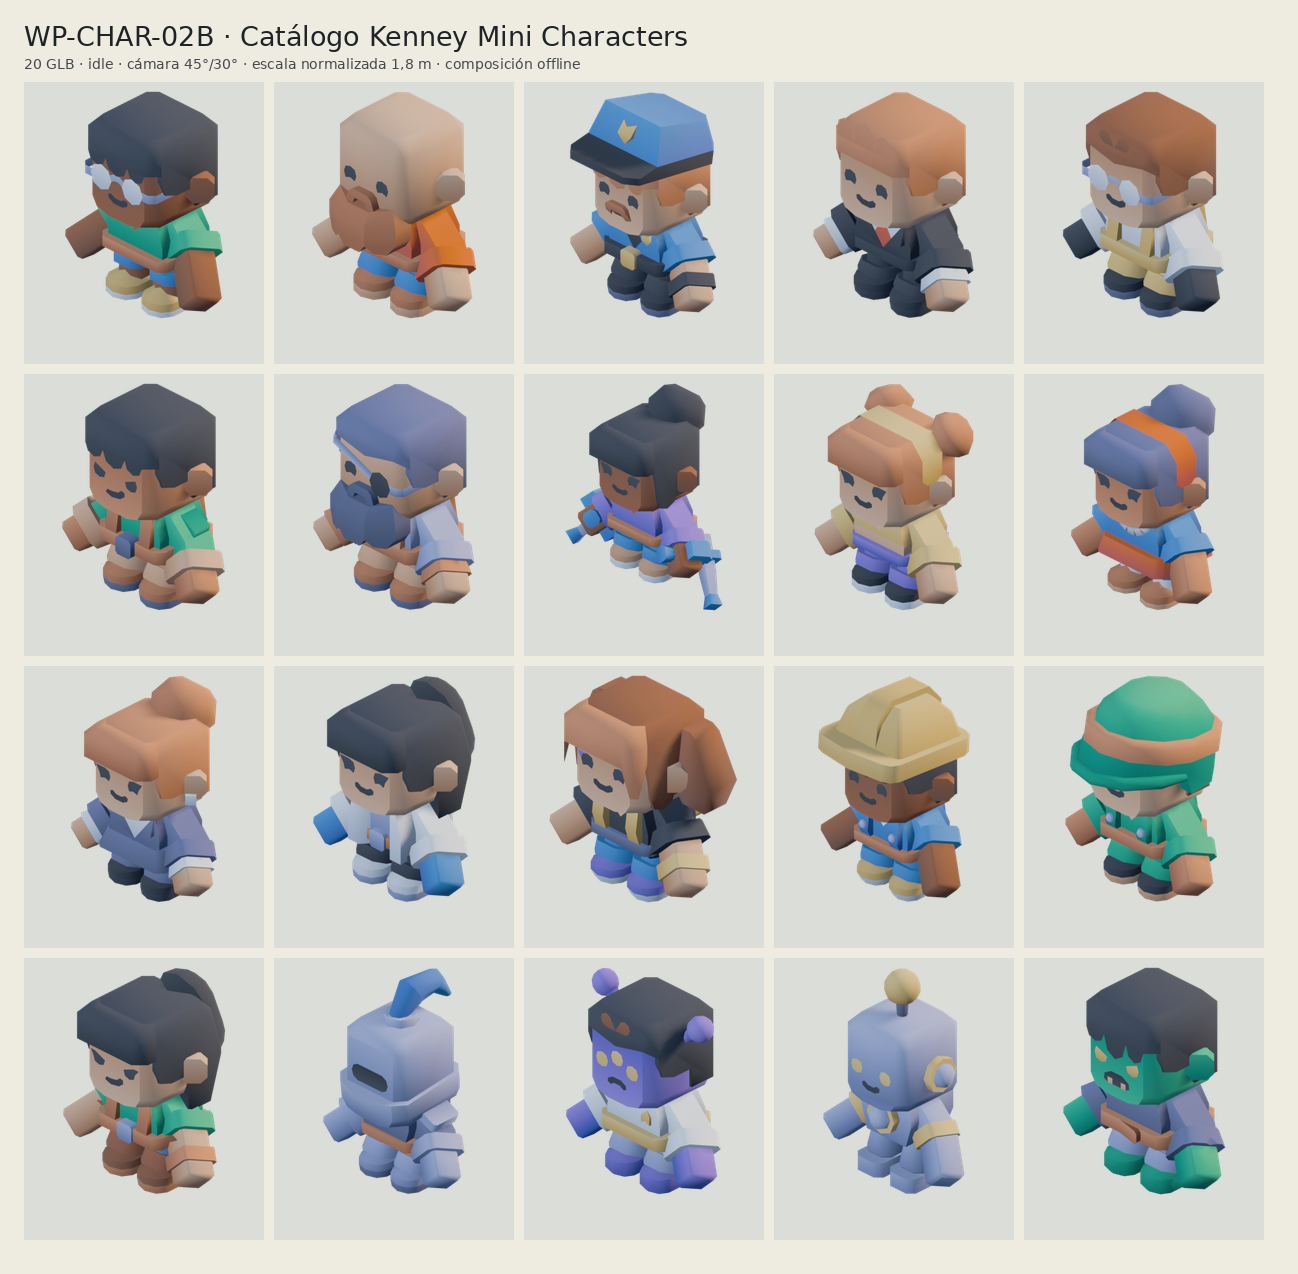 WP-CHAR-02B · Catálogo Kenney Mini Characters
20 GLB · idle · cámara 45°/30° · escala normalizada 1,8 m · composición offline